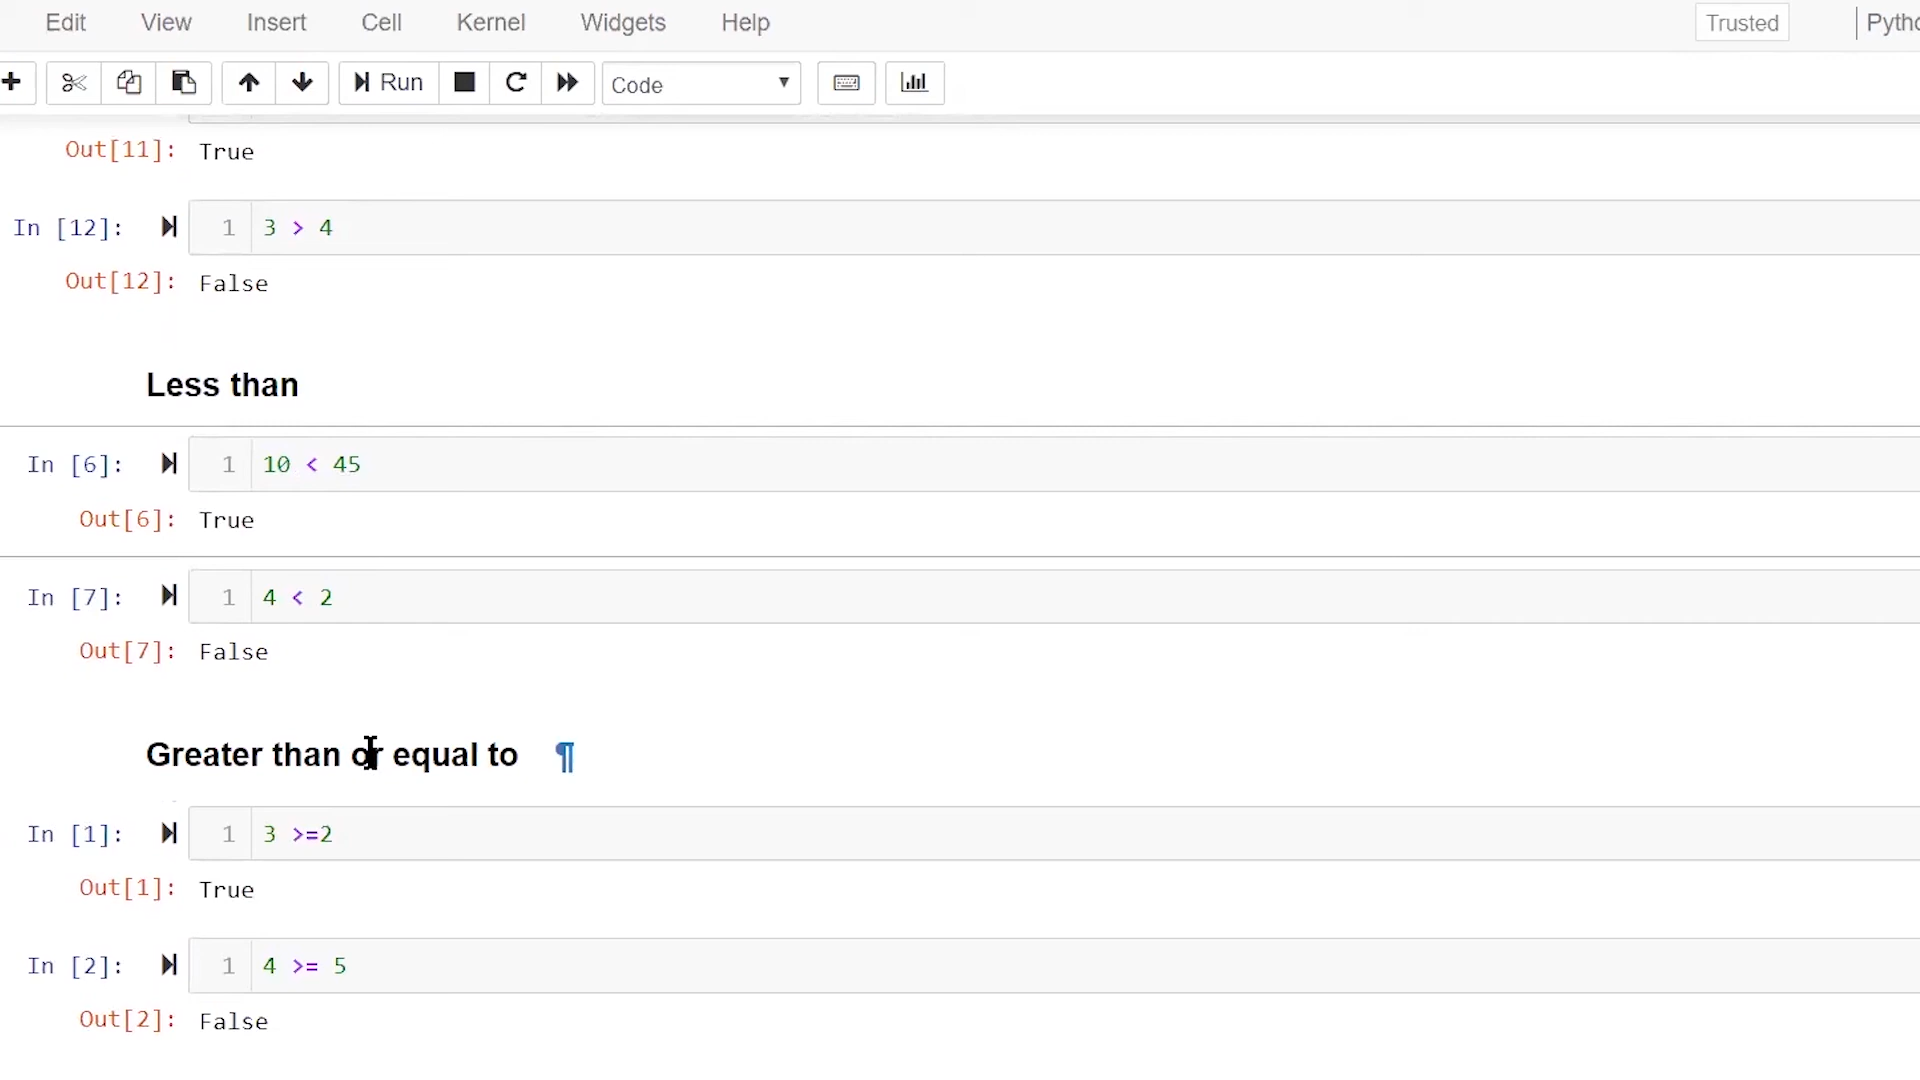 Edit View Insert Cell Kernel Widgets Help Trusted
Run Code
Out[11]: True
In [12]: 1 3 > 4
Out[12]: False
Less than
In [6]: 1 10 < 45
Out[6]: True
In [7]: 1 4 < 2
Out[7]: False
Greater than or equal to ¶
In [1]: 1 3 >=2
Out[1]: True
In [2]: 1 4 >= 5
Out[2]: False